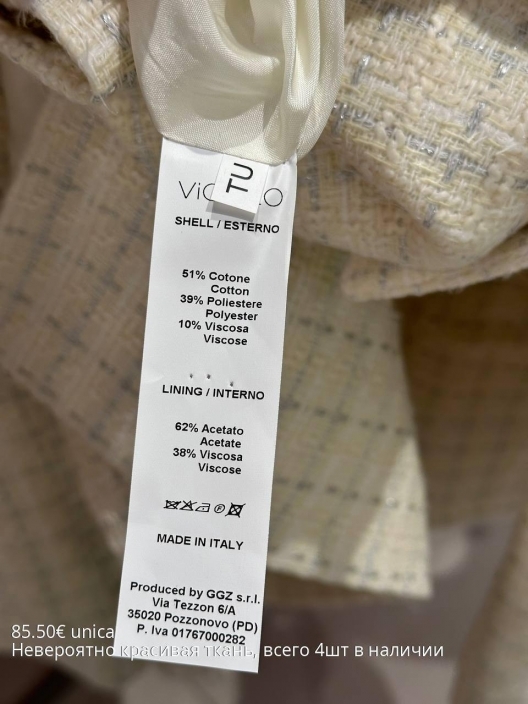 TU
SHELL / ESTERNO
51% Cotone
Cotton
39% Poliestere
Polyester
10% Viscosa
Viscose
LINING / INTERNO
62% Acetato
Acetate
38% Viscosa
Viscose
MADE IN ITALY
Produced by GGZ s.r.l.
Via Tezzon 6/A
35020 Pozzonovo (PD)
P. Iva 01767000282
85.50€ unica
Невероятно красивая ткань, всего 4шт в наличии